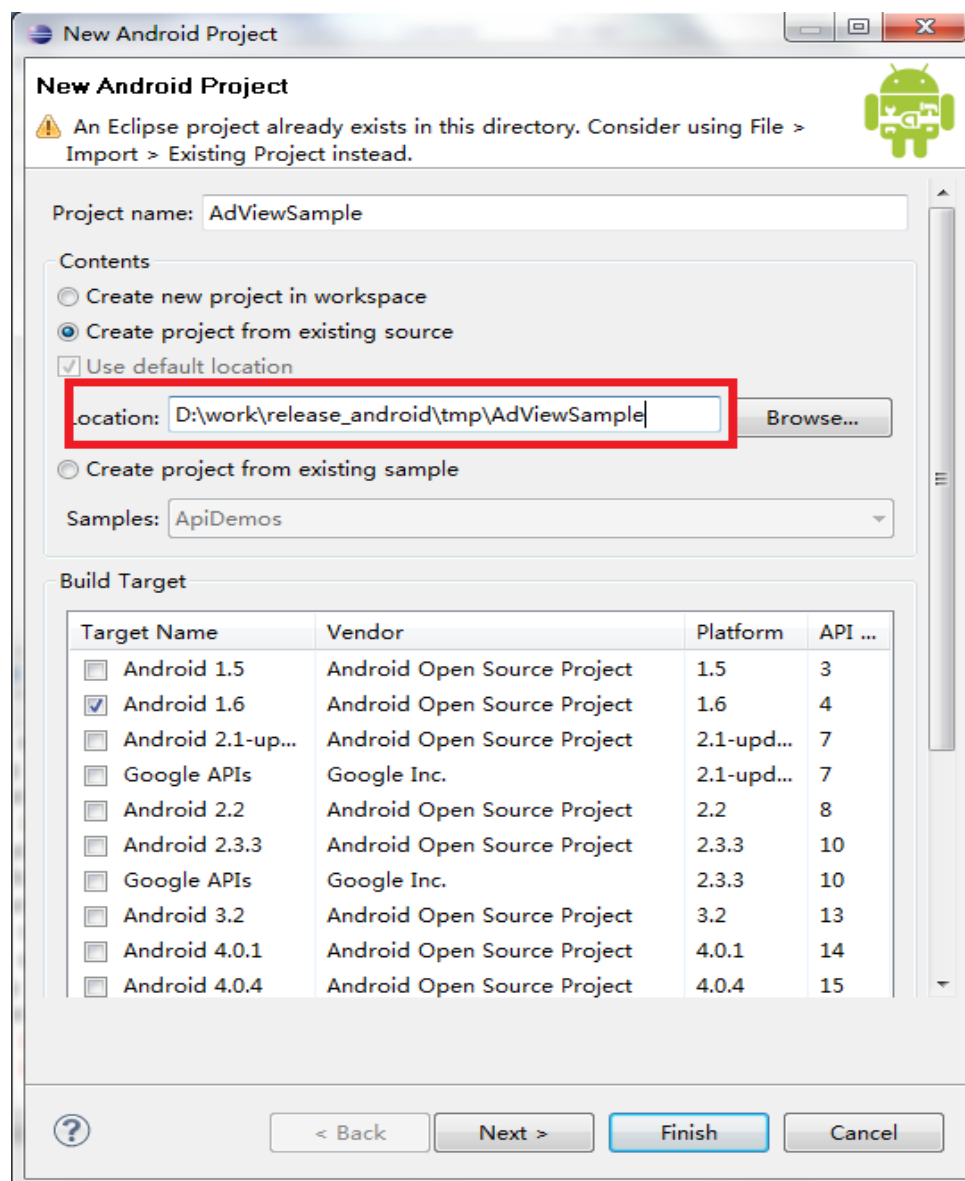 New Android Project
New Android Project
An Eclipse project already exists in this directory. Consider using File >
Import > Existing Project instead.
Project name: AdViewSample
Contents
Create new project in workspace
Create project from existing source
Use default location
Location: D:\work\release_android\tmp\AdViewSample
Browse...
Create project from existing sample
Samples: ApiDemos
Build Target
Target Name Vendor Platform API ...
Android 1.5 Android Open Source Project 1.5 3
Android 1.6 Android Open Source Project 1.6 4
Android 2.1-up... Android Open Source Project 2.1-upd... 7
Google APIs Google Inc. 2.1-upd... 7
Android 2.2 Android Open Source Project 2.2 8
Android 2.3.3 Android Open Source Project 2.3.3 10
Google APIs Google Inc. 2.3.3 10
Android 3.2 Android Open Source Project 3.2 13
Android 4.0.1 Android Open Source Project 4.0.1 14
Android 4.0.4 Android Open Source Project 4.0.4 15
? < Back Next > Finish Cancel